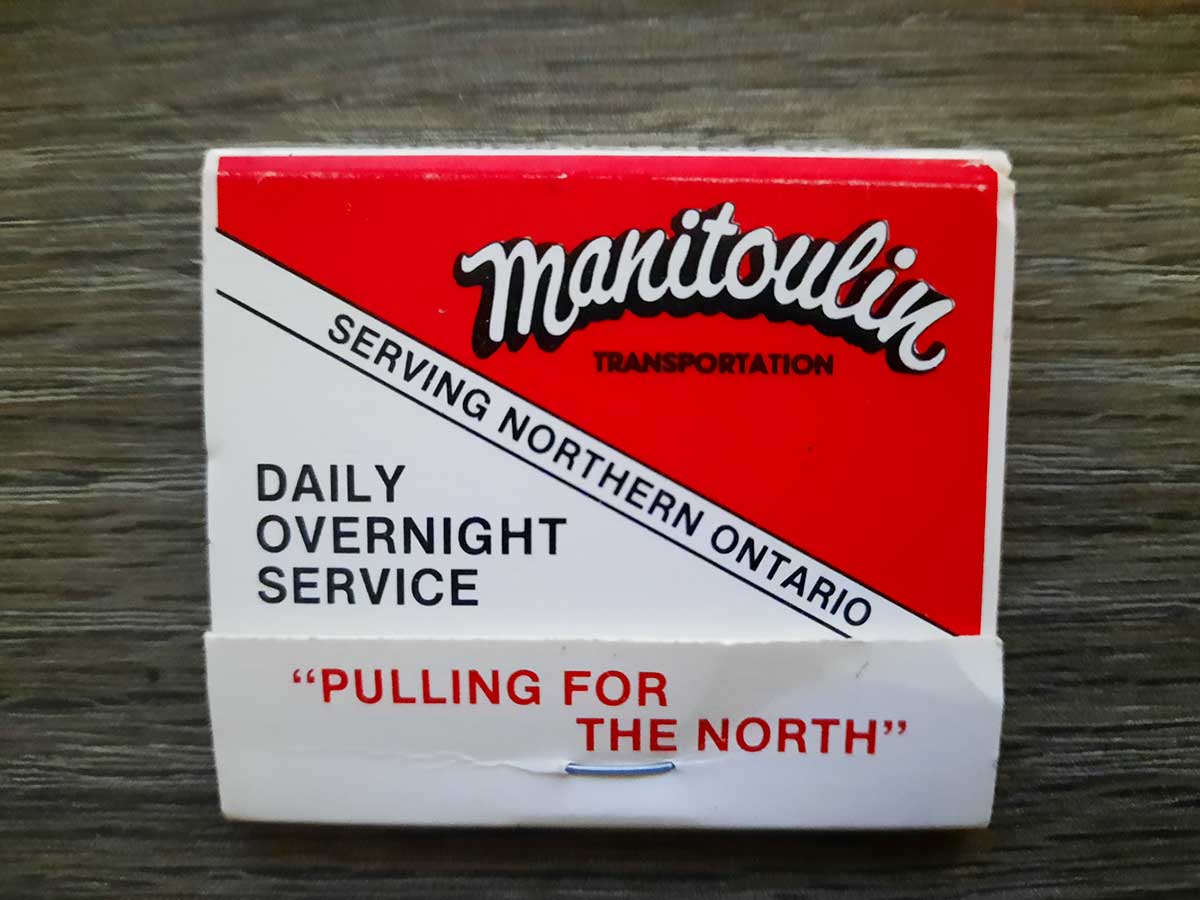 Manitoulin
TRANSPORTATION
SERVING NORTHERN ONTARIO
DAILY
OVERNIGHT
SERVICE
“PULLING FOR
THE NORTH”